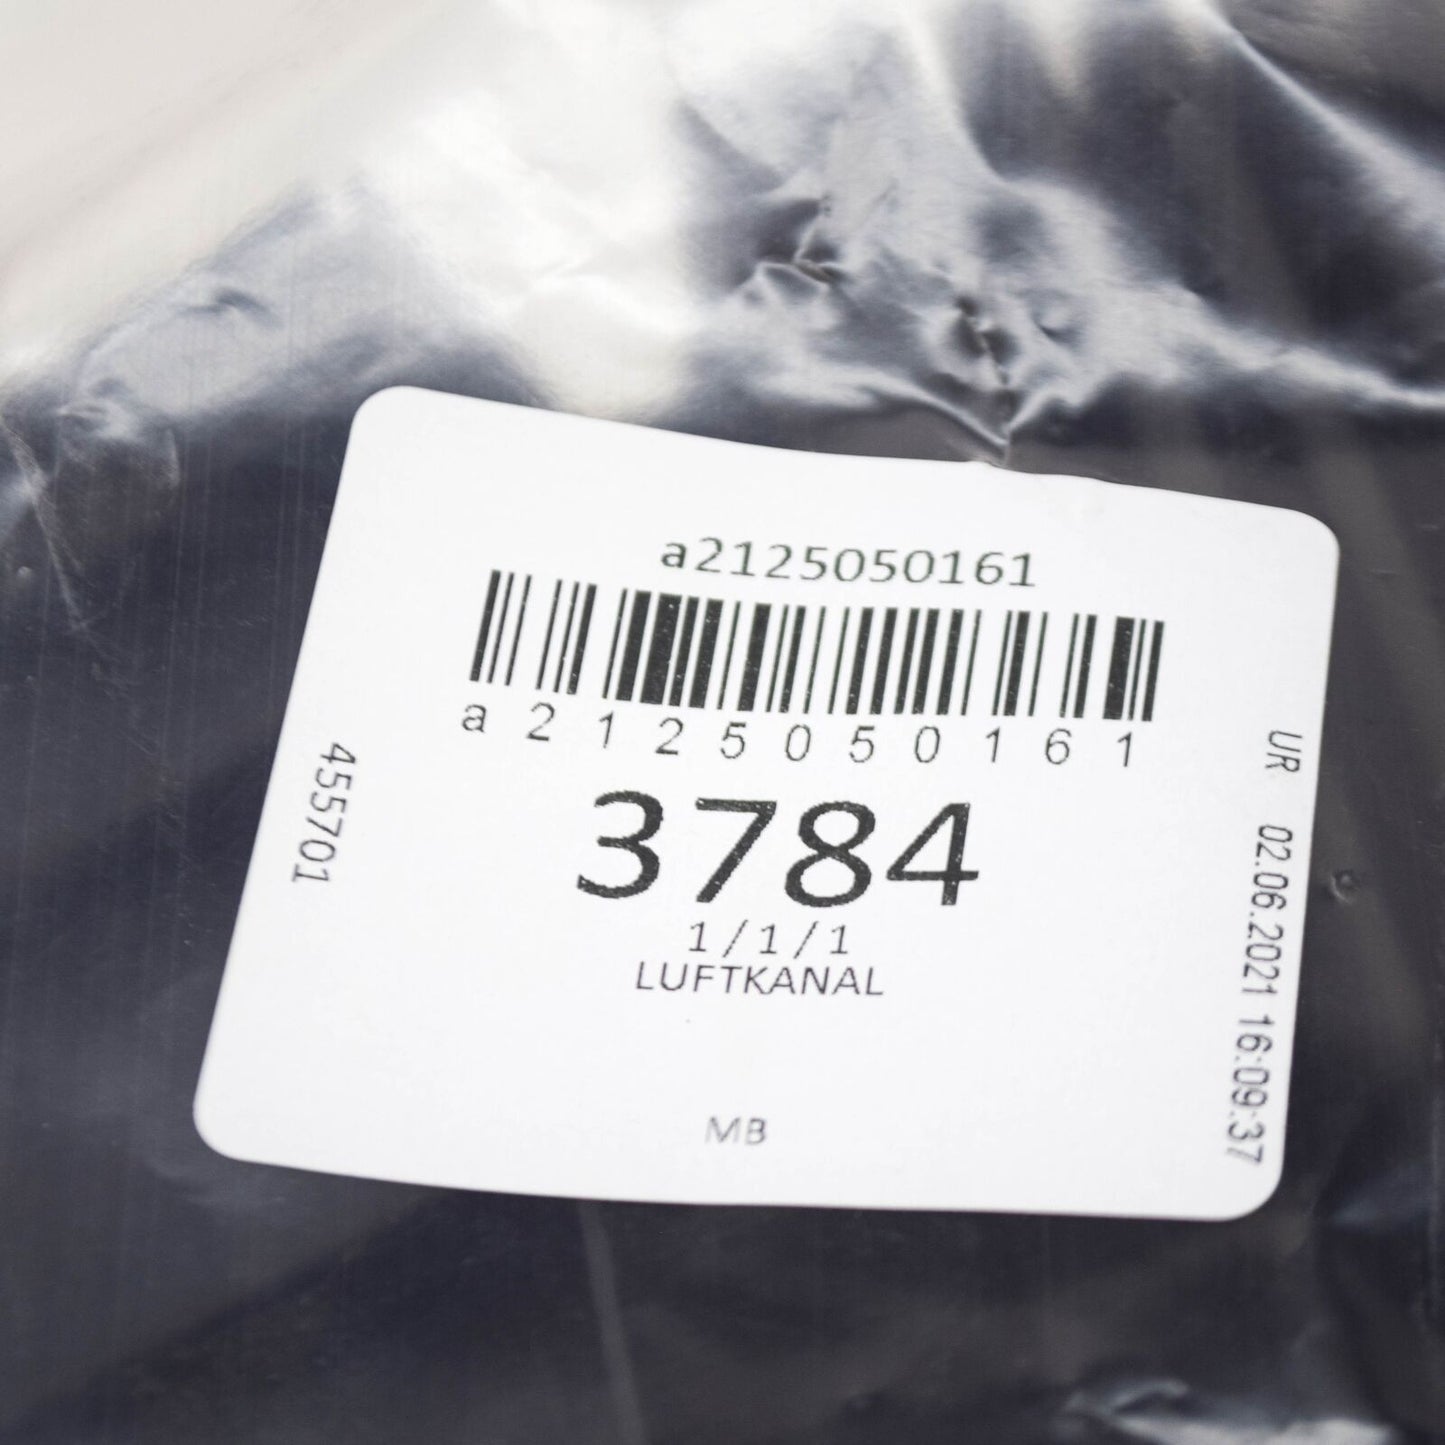 a2125050161
a2125050161
3784
1/1/1
LUFTKANAL
MB
455701
UR 02.06.2021 16:09:37